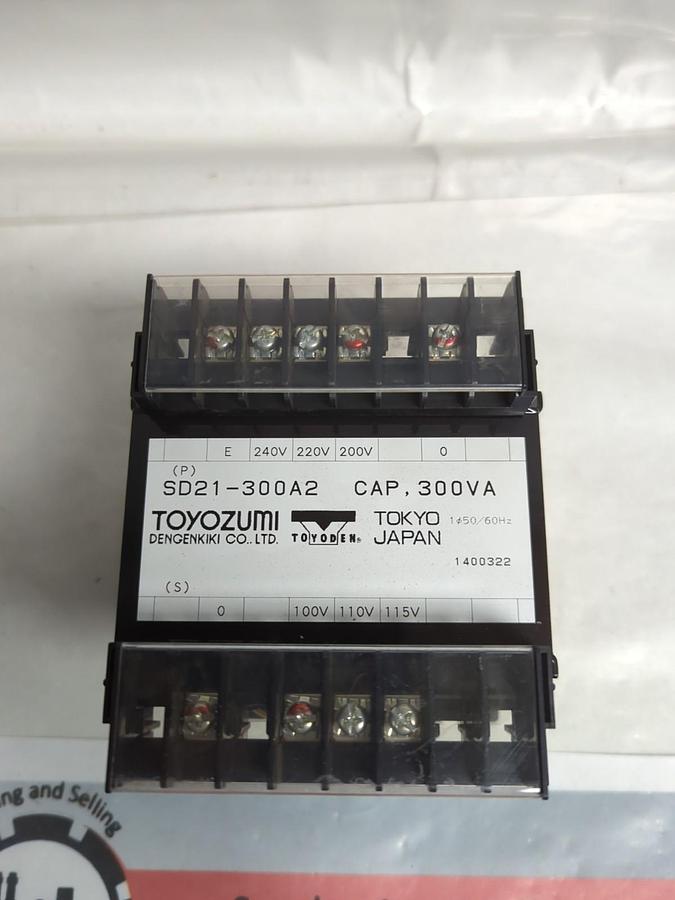 E 240V 220V 200V 0
(P)
SD21-300A2 CAP, 300VA
TOYOZUMI
DENGENKIKI CO., LTD.
TOYODEN®
TOKYO
JAPAN
1φ50/60Hz
1400322
(S)
0 100V 110V 115V
ng and Selling